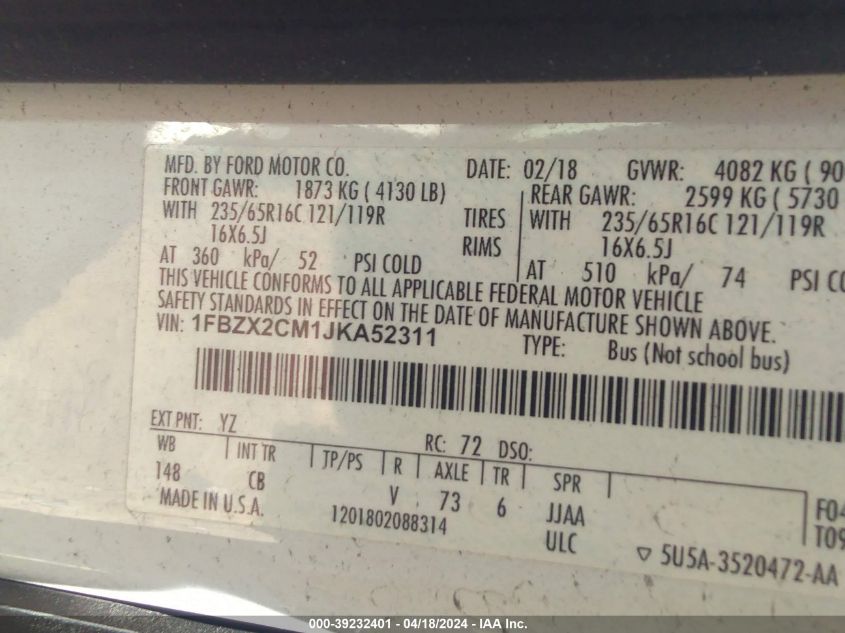 MFD. BY FORD MOTOR CO. DATE: 02/18 GVWR: 4082 KG ( 90
FRONT GAWR: 1873 KG ( 4130 LB) REAR GAWR: 2599 KG ( 5730
WITH 235/65R16C 121/119R TIRES WITH 235/65R16C 121/119R
16X6.5J RIMS 16X6.5J
AT 360 kPa/ 52 PSI COLD AT 510 kPa/ 74 PSI CO
THIS VEHICLE CONFORMS TO ALL APPLICABLE FEDERAL MOTOR VEHICLE
SAFETY STANDARDS IN EFFECT ON THE DATE OF MANUFACTURE SHOWN ABOVE.
VIN: 1FBZX2CM1JKA52311 TYPE: Bus (Not school bus)
EXT PNT: YZ RC: 72 DSO:
WB INT TR TP/PS R AXLE TR SPR
148 CB V 73 6 JJAA F04
MADE IN U.S.A. 1201802088314 ULC T09
▽ 5U5A-3520472-AA
000-39232401 - 04/18/2024 - IAA Inc.